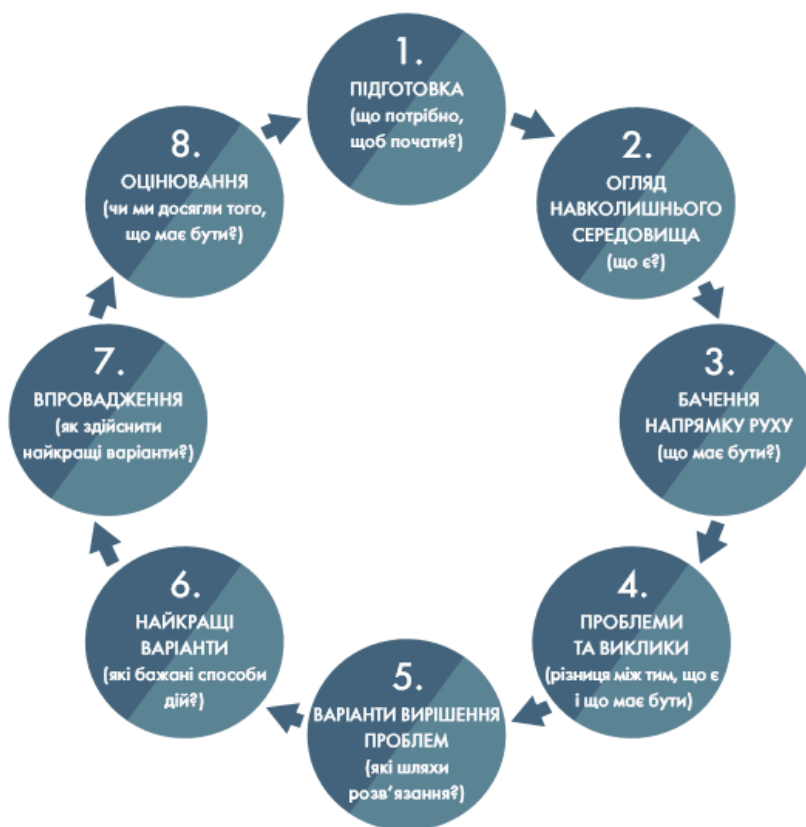 1.
ПІДГОТОВКА
(що потрібно,
щоб почати?)
2.
ОГЛЯД
НАВКОЛИШНЬОГО
СЕРЕДОВИЩА
(що є?)
3.
БАЧЕННЯ
НАПРЯМКУ РУХУ
(що має бути?)
4.
ПРОБЛЕМИ
ТА ВИКЛИКИ
(різниця між тим, що є
і що має бути)
5.
ВАРІАНТИ ВИРІШЕННЯ
ПРОБЛЕМ
(які шляхи
розв'язання?)
6.
НАЙКРАЩІ
ВАРІАНТИ
(які бажані способи
дій?)
7.
ВПРОВАДЖЕННЯ
(як здійснити
найкращі варіанти?)
8.
ОЦІНЮВАННЯ
(чи ми досягли того,
що має бути?)